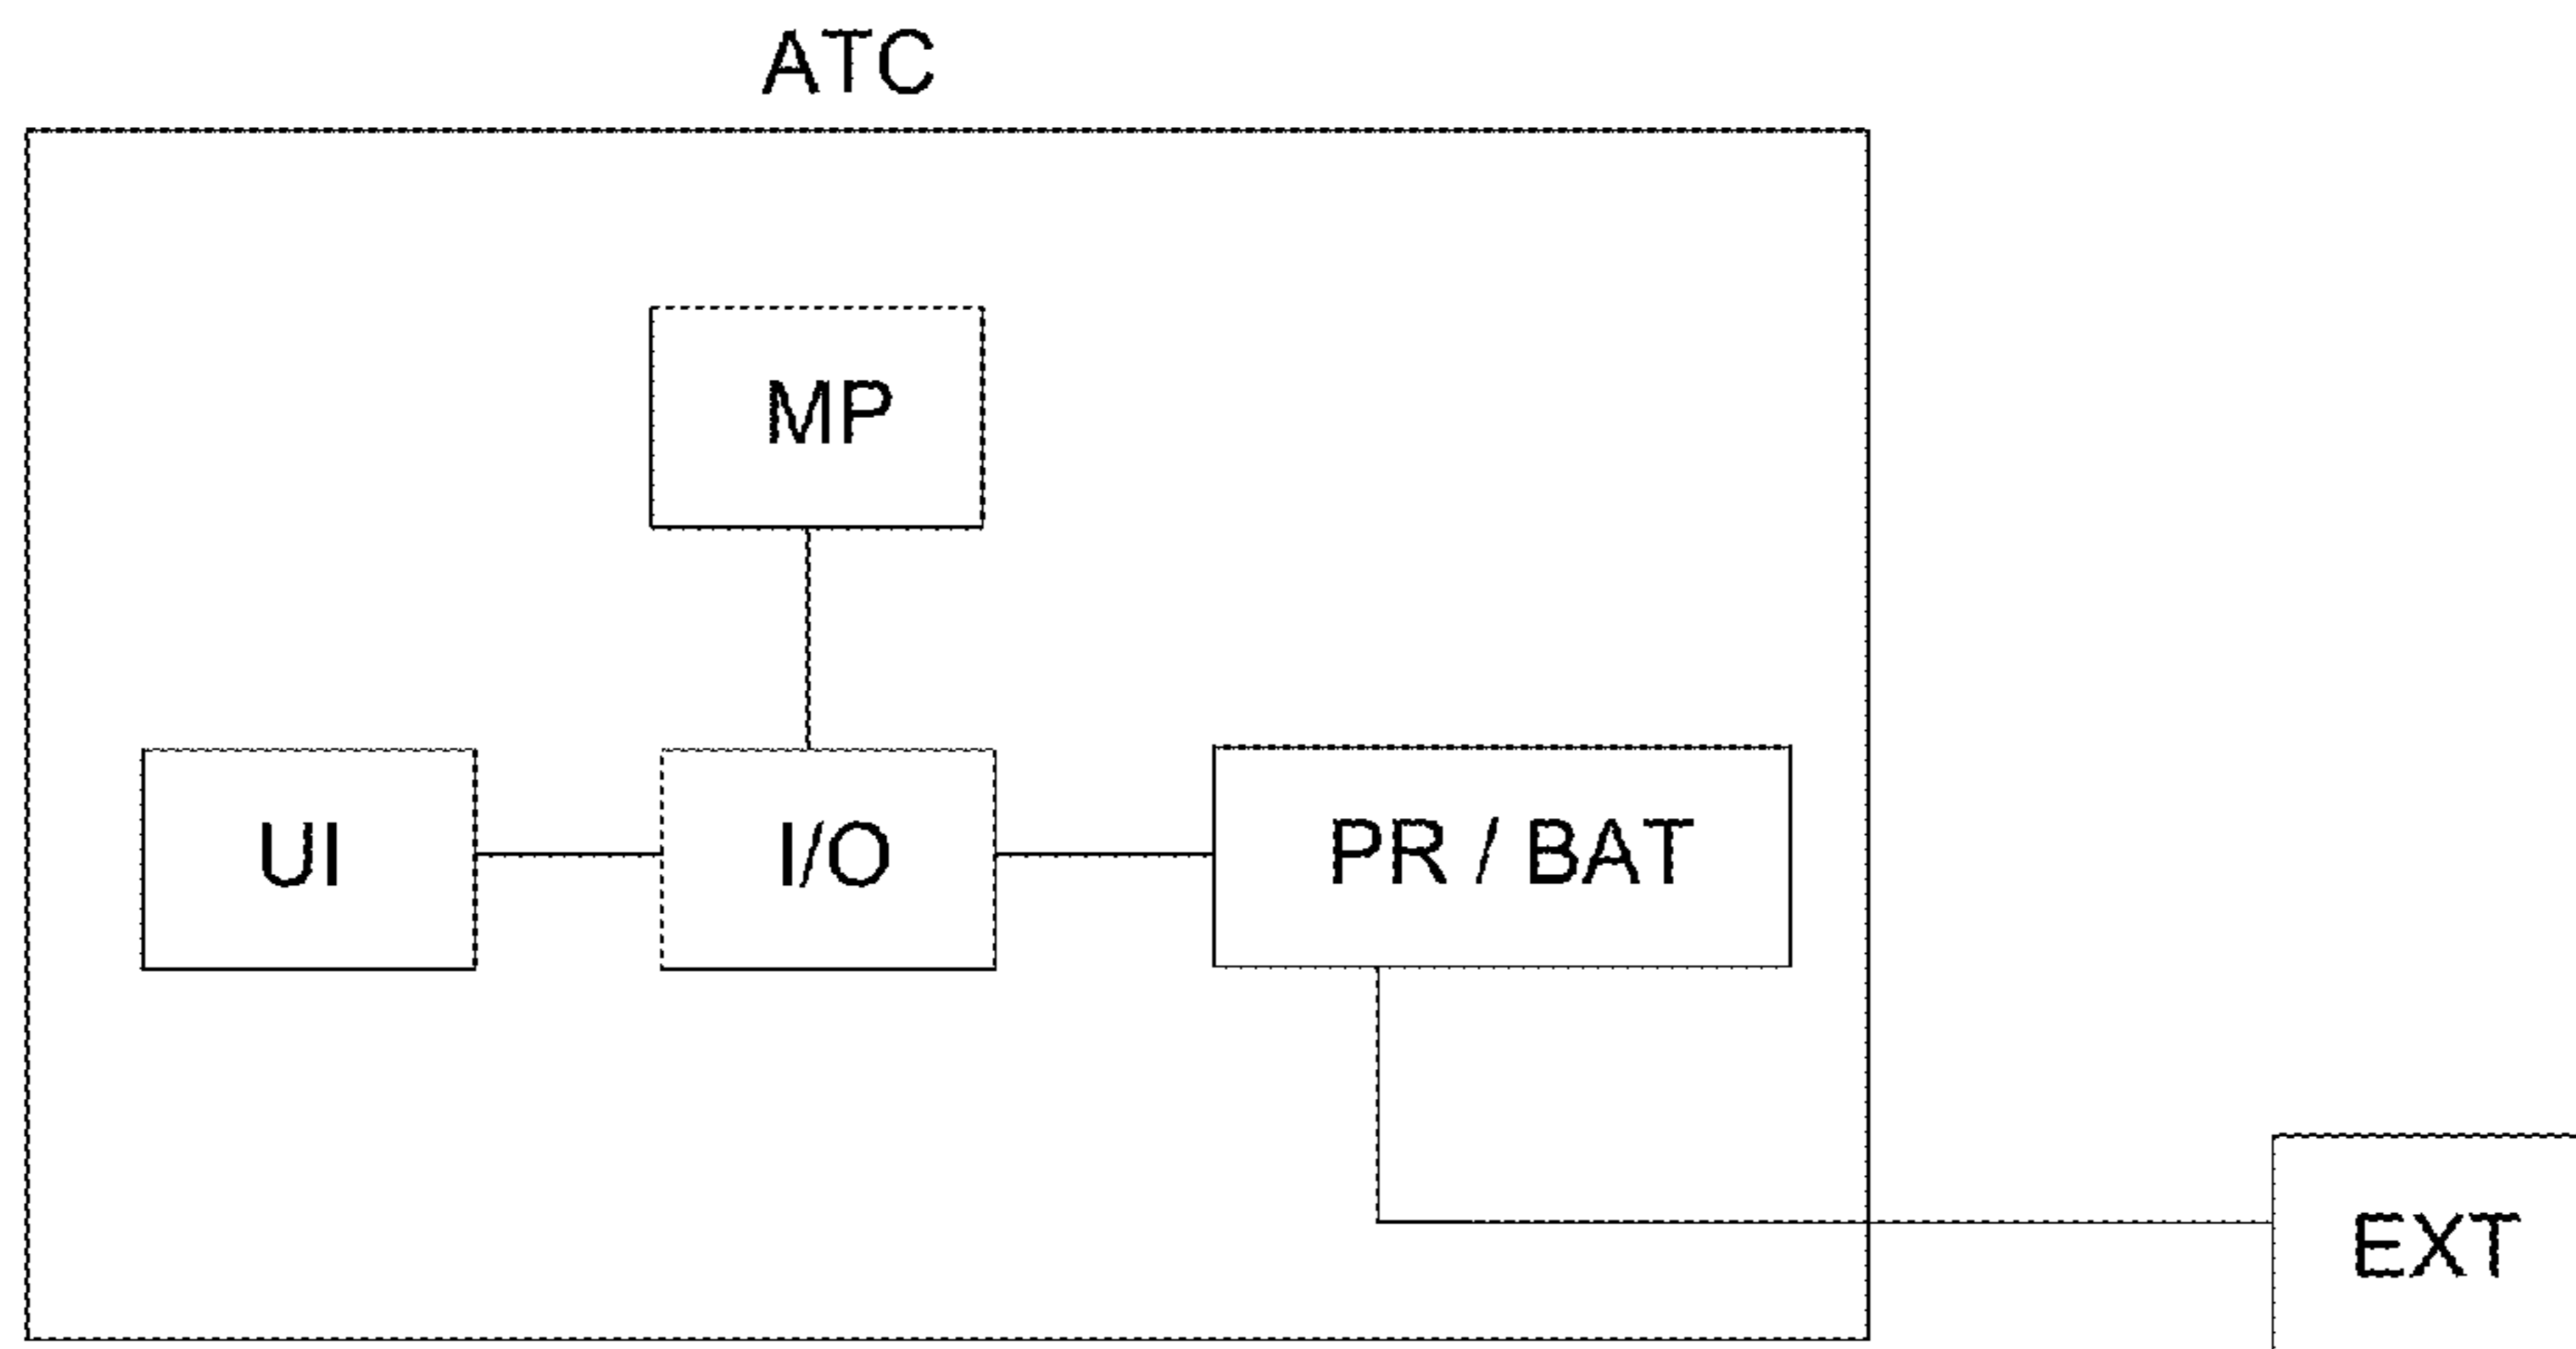 ATC
MP
UI
I/O
PR / BAT
EXT